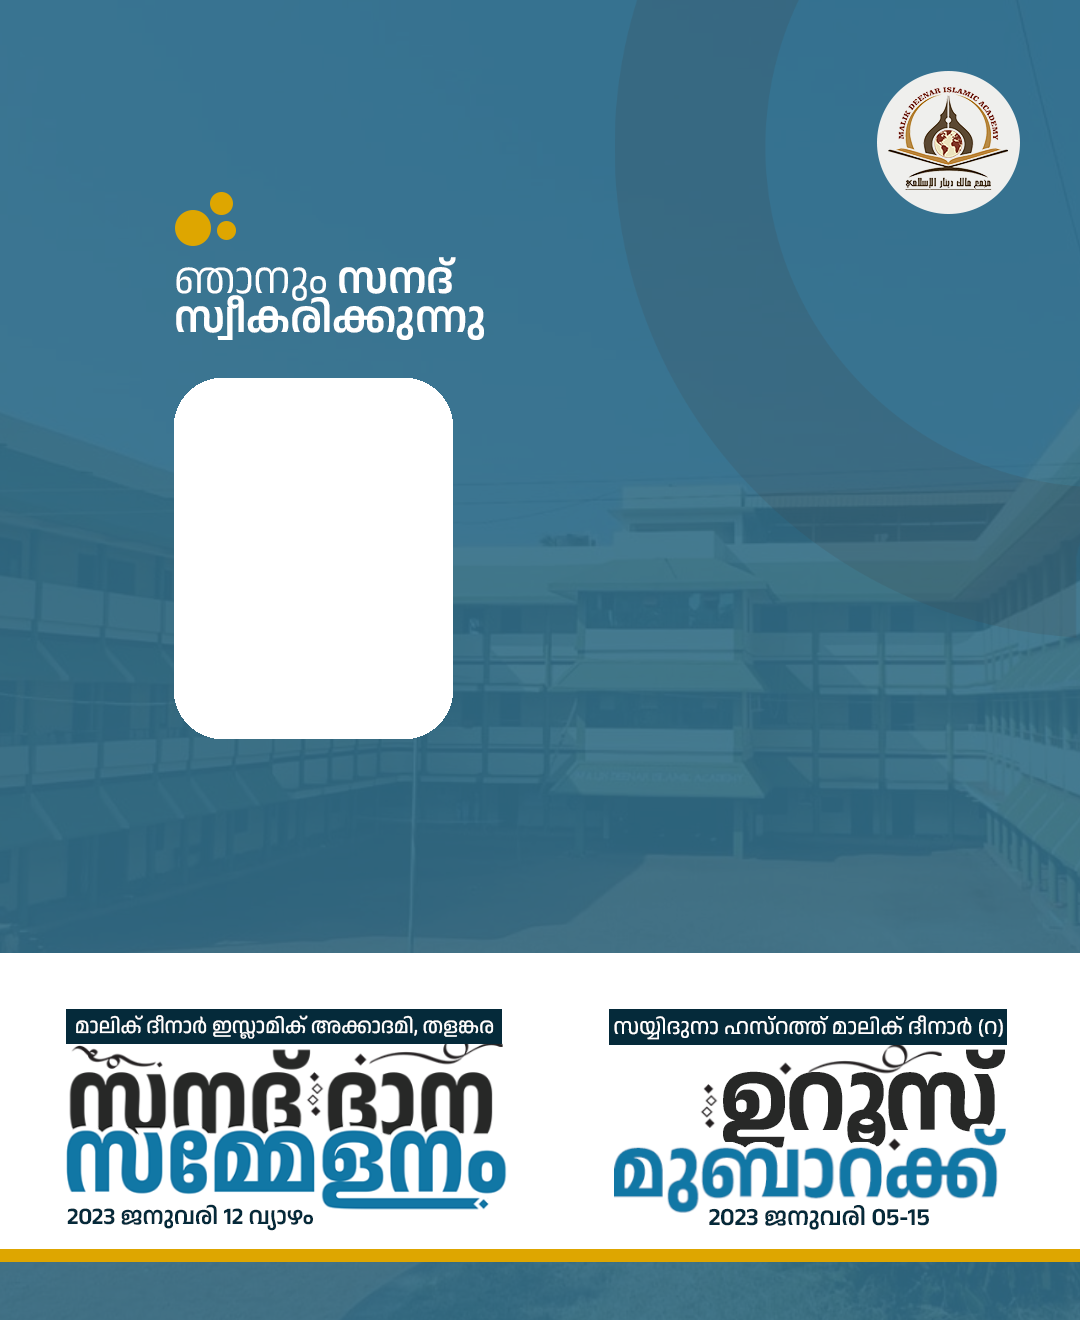 MALIK DEENAR ISLAMIC ACADEMY
مجمع مالك دينار الإسلامي
ഞാനും സനദ്
സ്വീകരിക്കുന്നു
മാലിക് ദീനാർ ഇസ്ലാമിക് അക്കാദമി, തളങ്കര
സനദ് ദാന
സമ്മേളനം
2023 ജനുവരി 12 വ്യാഴം
സയ്യിദുനാ ഹസ്റത്ത് മാലിക് ദീനാർ (റ)
ഉറൂസ്
മുബാറക്ക്
2023 ജനുവരി 05-15